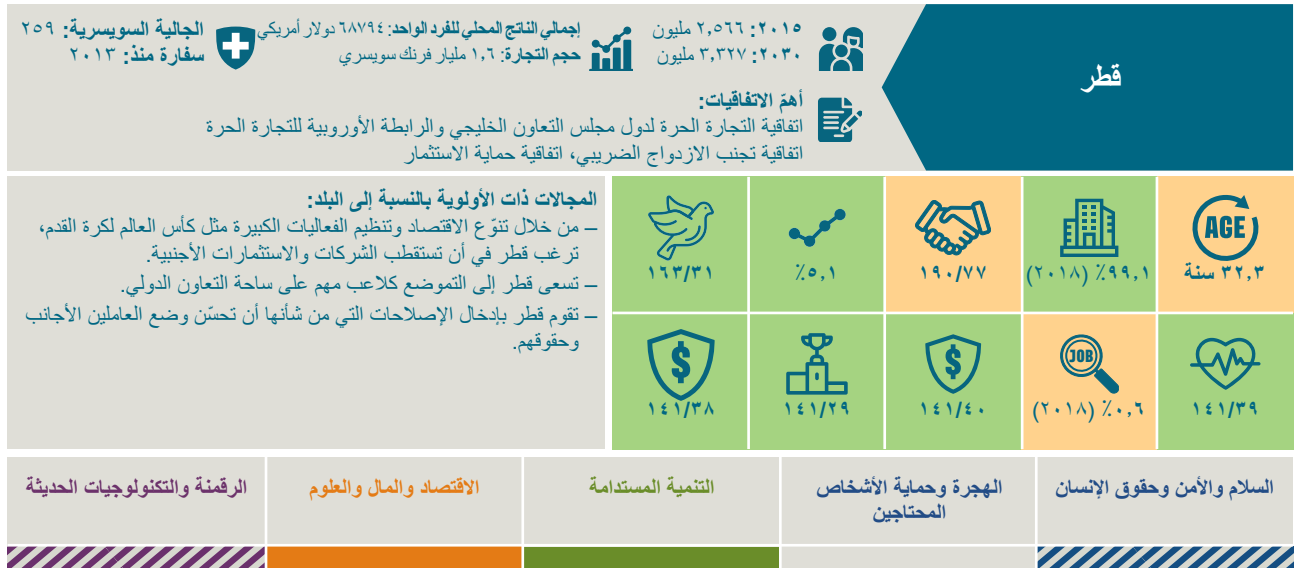 قطر
٢٠١٥: ٢,٥٦٦ مليون
٢٠٣٠: ٣,٣٢٧ مليون
إجمالي الناتج المحلي للفرد الواحد: ٦٨٧٩٤ دولار أمريكي
حجم التجارة: ١,٦ مليار فرنك سويسري
الجالية السويسرية: ٢٥٩
سفارة منذ: ٢٠١٣
أهمّ الاتفاقيات:
اتفاقية التجارة الحرة لدول مجلس التعاون الخليجي والرابطة الأوروبية للتجارة الحرة
اتفاقية تجنب الازدواج الضريبي، اتفاقية حماية الاستثمار
AGE
٣٢,٣ سنة
٩٩,١٪ (٢٠١٨)
١٩٠/٧٧
٥,١٪
١٦٣/٣١
١٤١/٣٩
JOB
٠,٦٪ (٢٠١٨)
$
١٤١/٤٠
١٤١/٢٩
$
١٤١/٣٨
المجالات ذات الأولوية بالنسبة إلى البلد:
– من خلال تنوّع الاقتصاد وتنظيم الفعاليات الكبيرة مثل كأس العالم لكرة القدم،
ترغب قطر في أن تستقطب الشركات والاستثمارات الأجنبية.
– تسعى قطر إلى التموضع كلاعب مهم على ساحة التعاون الدولي.
– تقوم قطر بإدخال الإصلاحات التي من شأنها أن تحسّن وضع العاملين الأجانب
وحقوقهم.
السلام والأمن وحقوق الإنسان
الهجرة وحماية الأشخاص
المحتاجين
التنمية المستدامة
الاقتصاد والمال والعلوم
الرقمنة والتكنولوجيات الحديثة